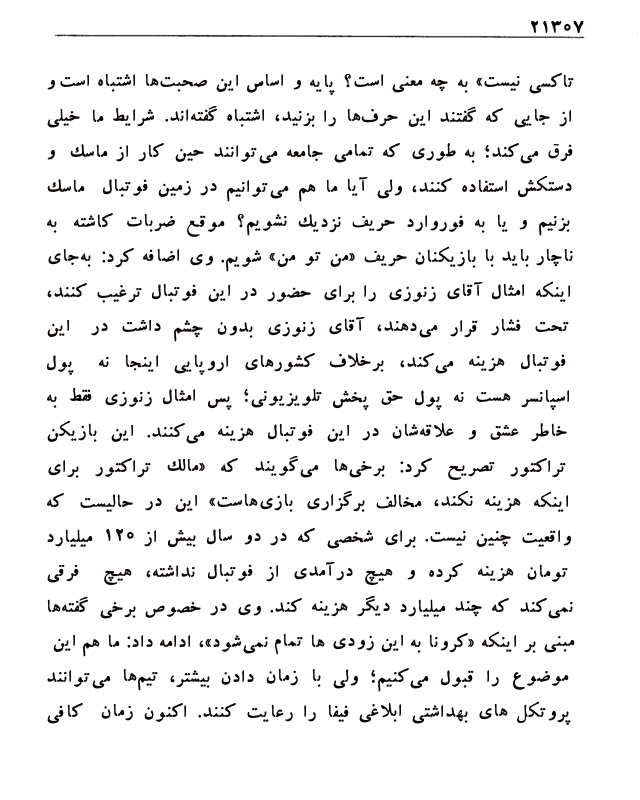 ۲۱۳۰۷
تاکسی نیست» به چه معنی است؟ پایه و اساس این صحبت‌ها اشتباه است و
از جایی که گفتند این حرف‌ها را بزنید، اشتباه گفته‌اند. شرایط ما خیلی
فرق می‌کند؛ به طوری که تمامی جامعه می‌توانند حین کار از ماسك و
دستکش استفاده کنند، ولی آیا ما هم می‌توانیم در زمین فوتبال ماسك
بزنیم و یا به فوروارد حریف نزدیك نشویم؟ موقع ضربات کاشته به
ناچار باید با بازیکنان حریف «من تو من» شویم. وی اضافه کرد: به‌جای
اینکه امثال آقای زنوزی را برای حضور در این فوتبال ترغیب کنند،
تحت فشار قرار می‌دهند، آقای زنوزی بدون چشم داشت در این
فوتبال هزینه می‌کند، برخلاف کشورهای اروپایی اینجا نه پول
اسپانسر هست نه پول حق پخش تلویزیونی؛ پس امثال زنوزی فقط به
خاطر عشق و علاقه‌شان در این فوتبال هزینه می‌کنند. این بازیکن
تراکتور تصریح کرد: برخی‌ها می‌گویند که «مالك تراکتور برای
اینکه هزینه نکند، مخالف برگزاری بازی‌هاست» این در حالیست که
واقعیت چنین نیست. برای شخصی که در دو سال بیش از ۱۲۰ میلیارد
تومان هزینه کرده و هیچ درآمدی از فوتبال نداشته، هیچ فرقی
نمی‌کند که چند میلیارد دیگر هزینه کند. وی در خصوص برخی گفته‌ها
مبنی بر اینکه «کرونا به این زودی ها تمام نمی‌شود»، ادامه داد: ما هم این
موضوع را قبول می‌کنیم؛ ولی با زمان دادن بیشتر، تیم‌ها می‌توانند
پروتکل های بهداشتی ابلاغی فیفا را رعایت کنند. اکنون زمان کافی